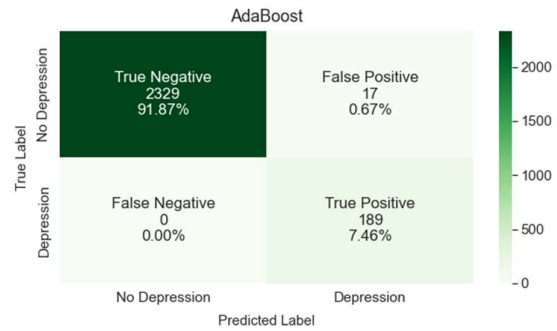 AdaBoost
True Label
No Depression
Depression
True Negative
2329
91.87%
False Positive
17
0.67%
False Negative
0
0.00%
True Positive
189
7.46%
No Depression
Depression
Predicted Label
2000
1500
1000
500
0